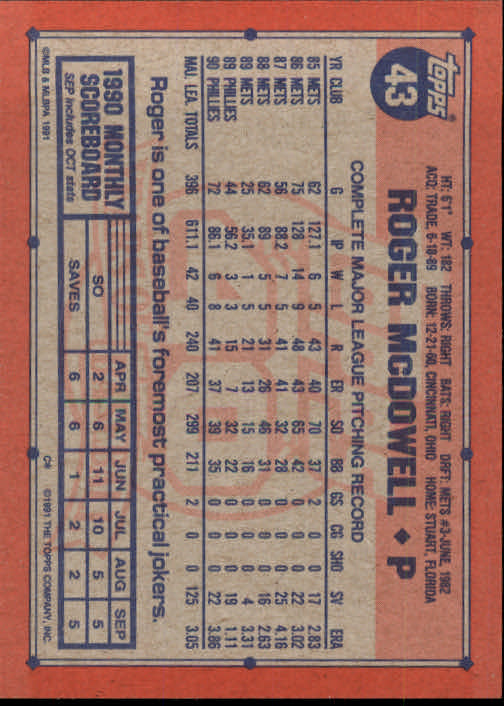 TOPPS
43
HT: 6'1" WT: 182 THROWS: RIGHT BATS: RIGHT DRFT: METS #3-JUNE, 1982
ACQ: TRADE, 6-18-89 BORN: 12-21-60, CINCINNATI, OHIO HOME: STUART, FLORIDA
ROGER McDOWELL ◆ P
COMPLETE MAJOR LEAGUE PITCHING RECORD
YR CLUB G IP W L R ER SO BB GS CG SHO SV ERA
85 METS 62 127.1 6 5 43 40 70 37 2 0 0 17 2.83
86 METS 75 128 14 9 48 43 65 42 0 0 0 22 3.02
87 METS 56 88.2 7 5 41 41 32 28 0 0 0 25 4.16
88 METS 62 89 5 5 31 26 46 31 0 0 0 16 2.63
89 METS 25 35.1 1 5 21 13 15 16 0 0 0 4 3.31
89 PHILLIES 44 56.2 3 3 15 7 32 22 0 0 0 19 1.11
90 PHILLIES 72 86.1 6 8 41 37 39 35 0 0 0 22 3.86
MAJ. LEA. TOTALS 396 611.1 42 40 240 207 299 211 2 0 0 125 3.05
Roger is one of baseball's foremost practical jokers.
1990 MONTHLY SCOREBOARD
SEP includes OCT stats
APR MAY JUN JUL AUG SEP
SO 2 6 11 10 5 5
SAVES 6 6 1 2 2 5
©MLB & MLBPA 1991
C# ©1991 THE TOPPS COMPANY, INC.